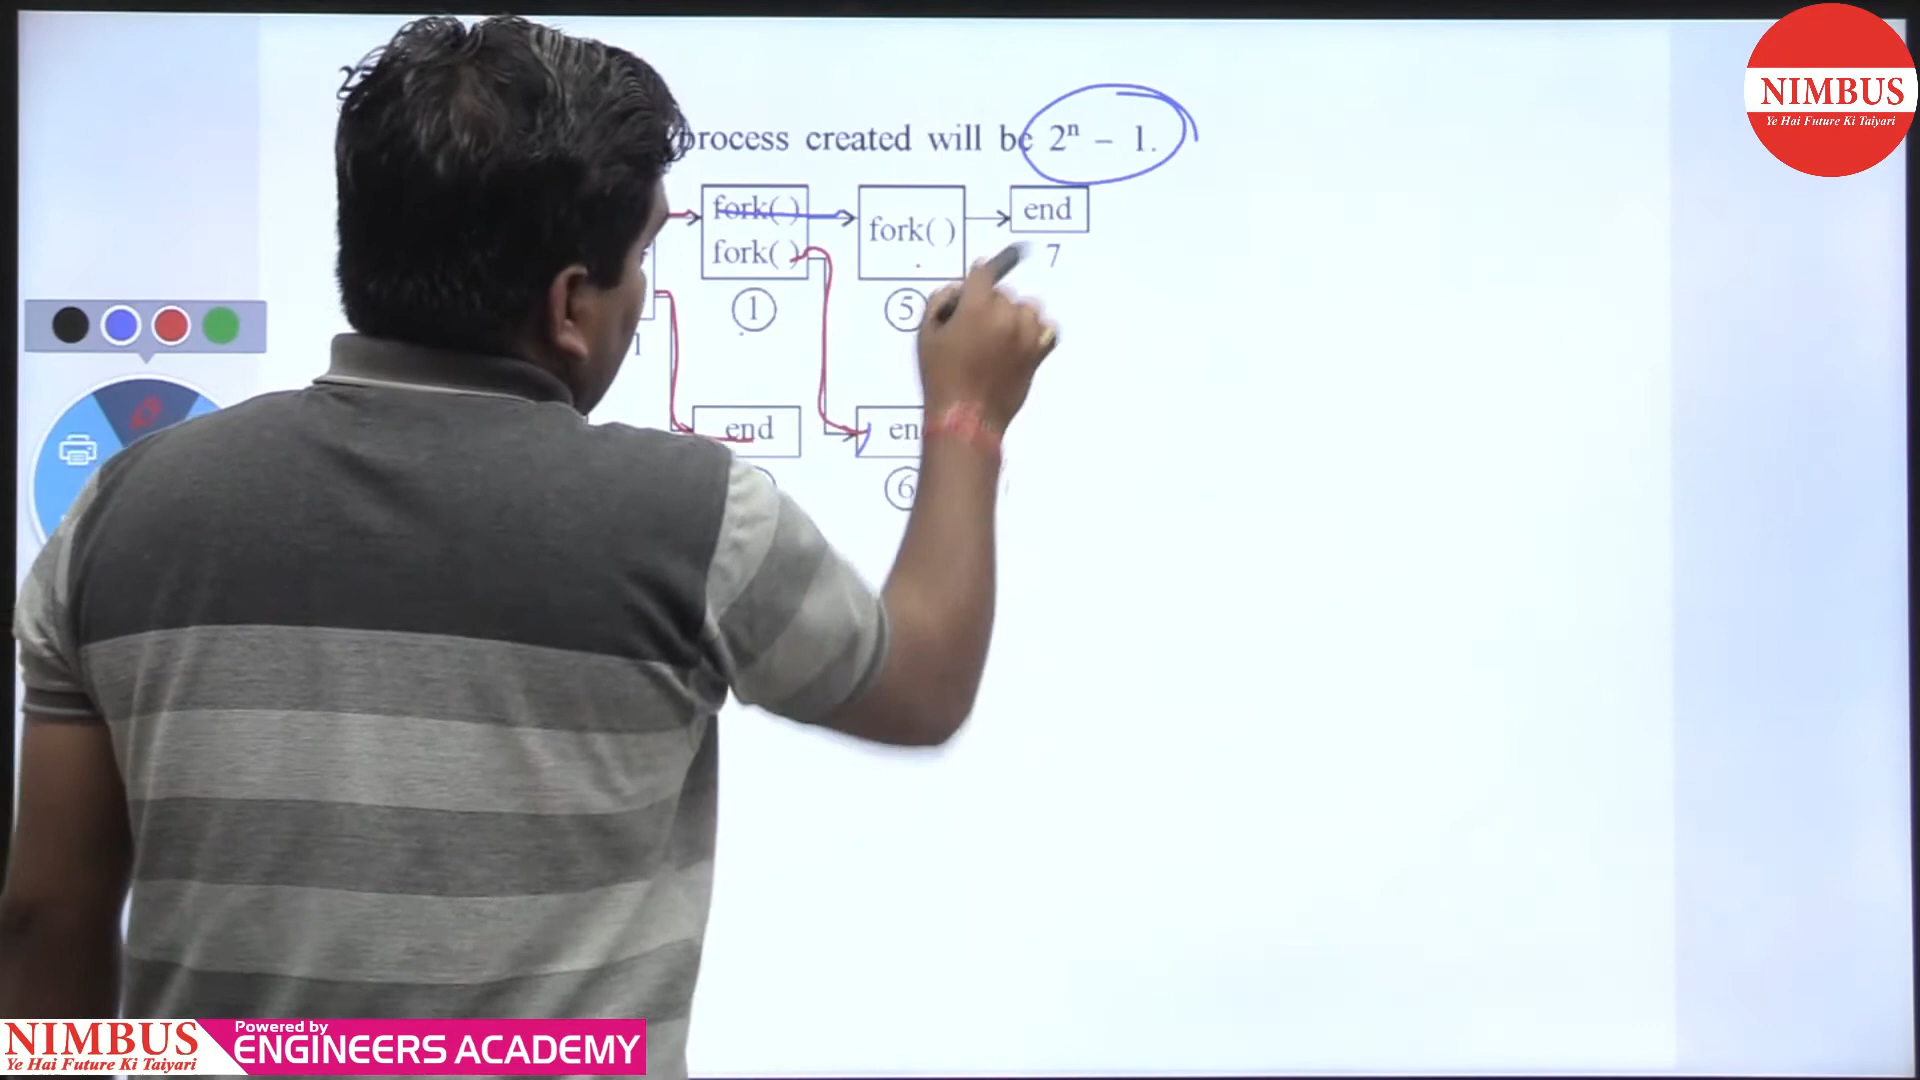 NIMBUS
Ye Hai Future Ki Taiyari
process created will be 2ⁿ – 1.
fork( )
fork( )
fork( )
end
7
1
5
1
end
6
NIMBUS
Ye Hai Future Ki Taiyari
Powered by
ENGINEERS ACADEMY